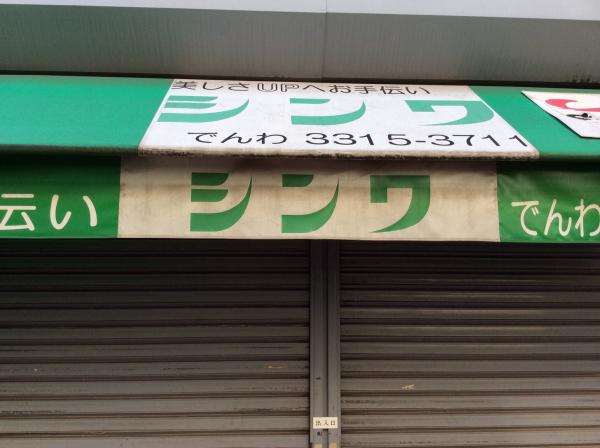 美しさUPへお手伝い
シンワ
でんわ 3315-3711
伝い
シンワ
でんわ
出入口